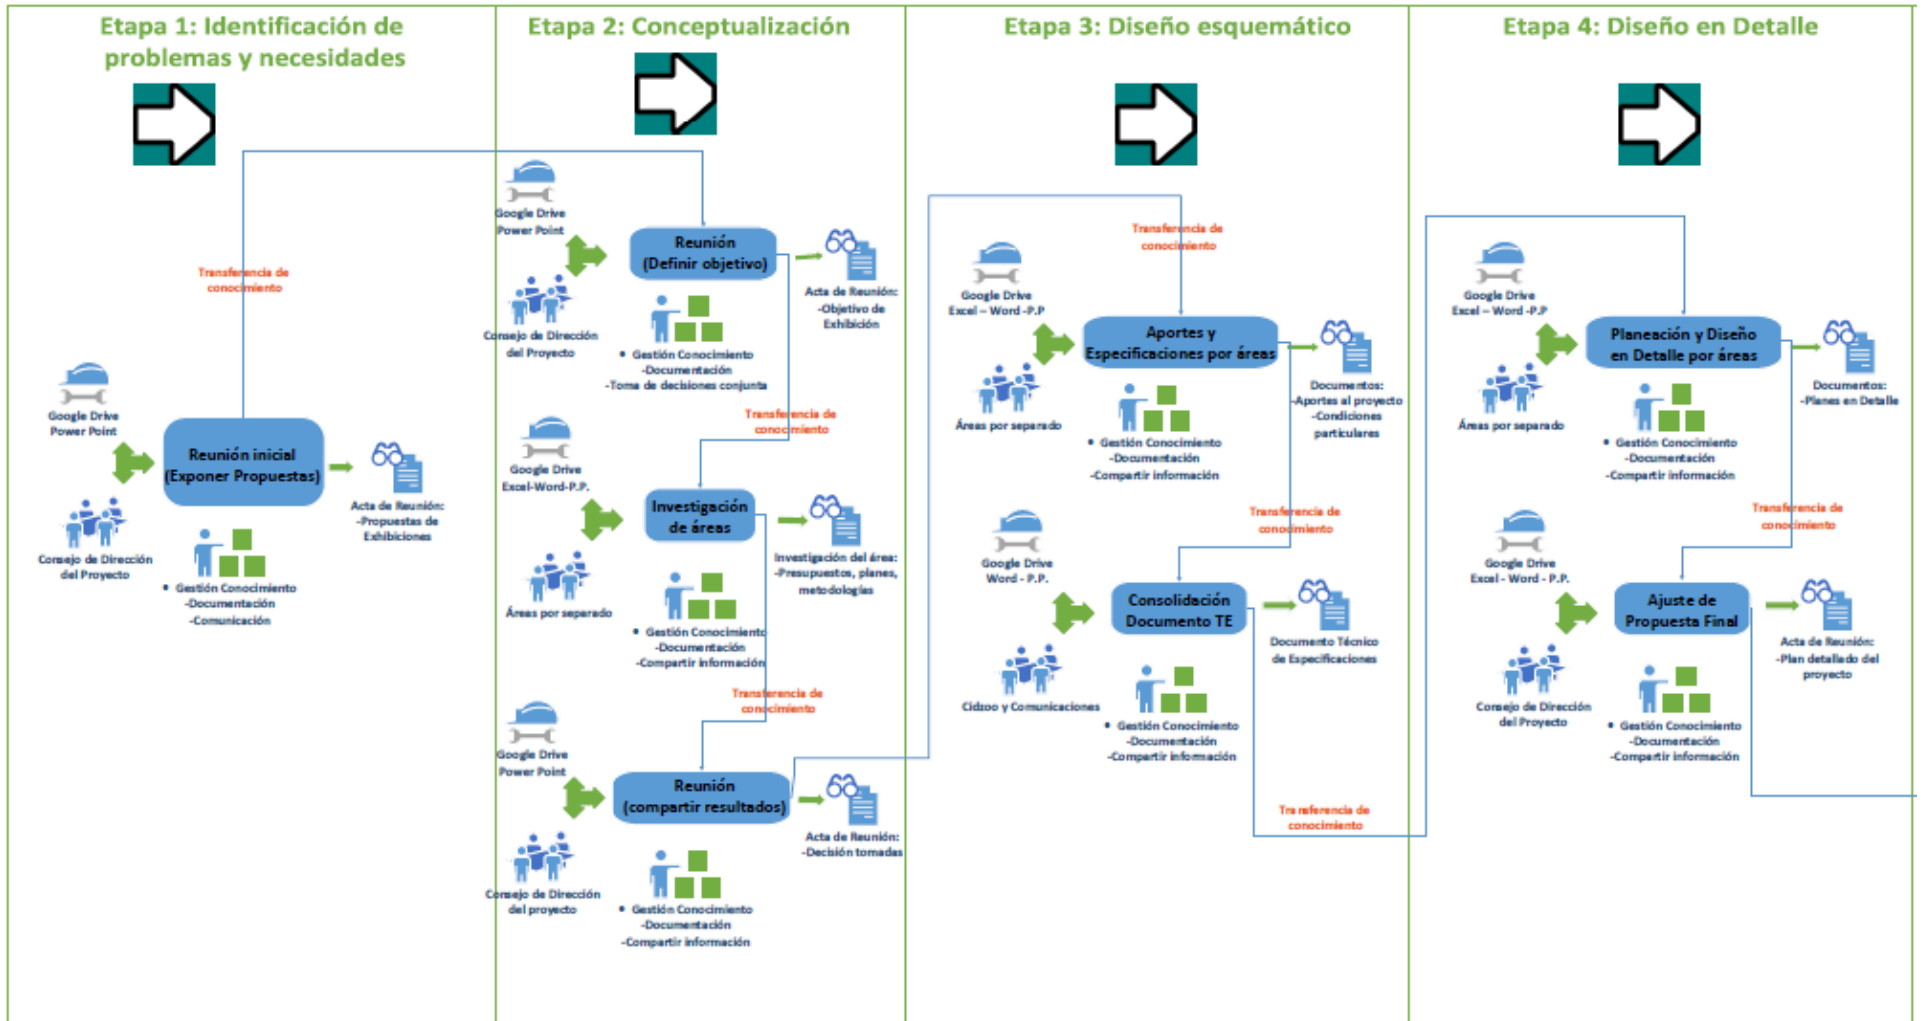 Etapa 1: Identificación de
problemas y necesidades
Transferencia de
conocimiento
Google Drive
Power Point
Reunión inicial
(Exponer Propuestas)
Consejo de Dirección
del Proyecto
Acta de Reunión:
-Propuestas de
Exhibiciones
• Gestión Conocimiento
-Documentación
-Comunicación
Etapa 2: Conceptualización
Google Drive
Power Point
Reunión
(Definir objetivo)
Consejo de Dirección
del Proyecto
Acta de Reunión:
-Objetivo de
Exhibición
• Gestión Conocimiento
-Documentación
-Toma de decisiones conjunta
Transferencia de
conocimiento
Google Drive
Excel-Word-P.P.
Investigación
de áreas
Áreas por separado
Investigación del área:
-Presupuestos, planes,
metodologías
• Gestión Conocimiento
-Documentación
-Compartir información
Transferencia de
conocimiento
Google Drive
Power Point
Reunión
(compartir resultados)
Consejo de Dirección
del proyecto
Acta de Reunión:
-Decisión tomadas
• Gestión Conocimiento
-Documentación
-Compartir información
Etapa 3: Diseño esquemático
Transferencia de
conocimiento
Google Drive
Excel – Word -P.P
Aportes y
Especificaciones por áreas
Áreas por separado
Documentos:
-Aportes al proyecto
-Condiciones
particulares
• Gestión Conocimiento
-Documentación
-Compartir información
Transferencia de
conocimiento
Google Drive
Word - P.P.
Consolidación
Documento TE
Cidzoo y Comunicaciones
Documento Técnico
de Especificaciones
• Gestión Conocimiento
-Documentación
-Compartir información
Transferencia de
conocimiento
Etapa 4: Diseño en Detalle
Google Drive
Excel – Word -P.P
Planeación y Diseño
en Detalle por áreas
Áreas por separado
Documentos:
-Planes en Detalle
• Gestión Conocimiento
-Documentación
-Compartir información
Transferencia de
conocimiento
Google Drive
Excel - Word - P.P.
Ajuste de
Propuesta Final
Consejo de Dirección
del Proyecto
Acta de Reunión:
-Plan detallado del
proyecto
• Gestión Conocimiento
-Documentación
-Compartir información